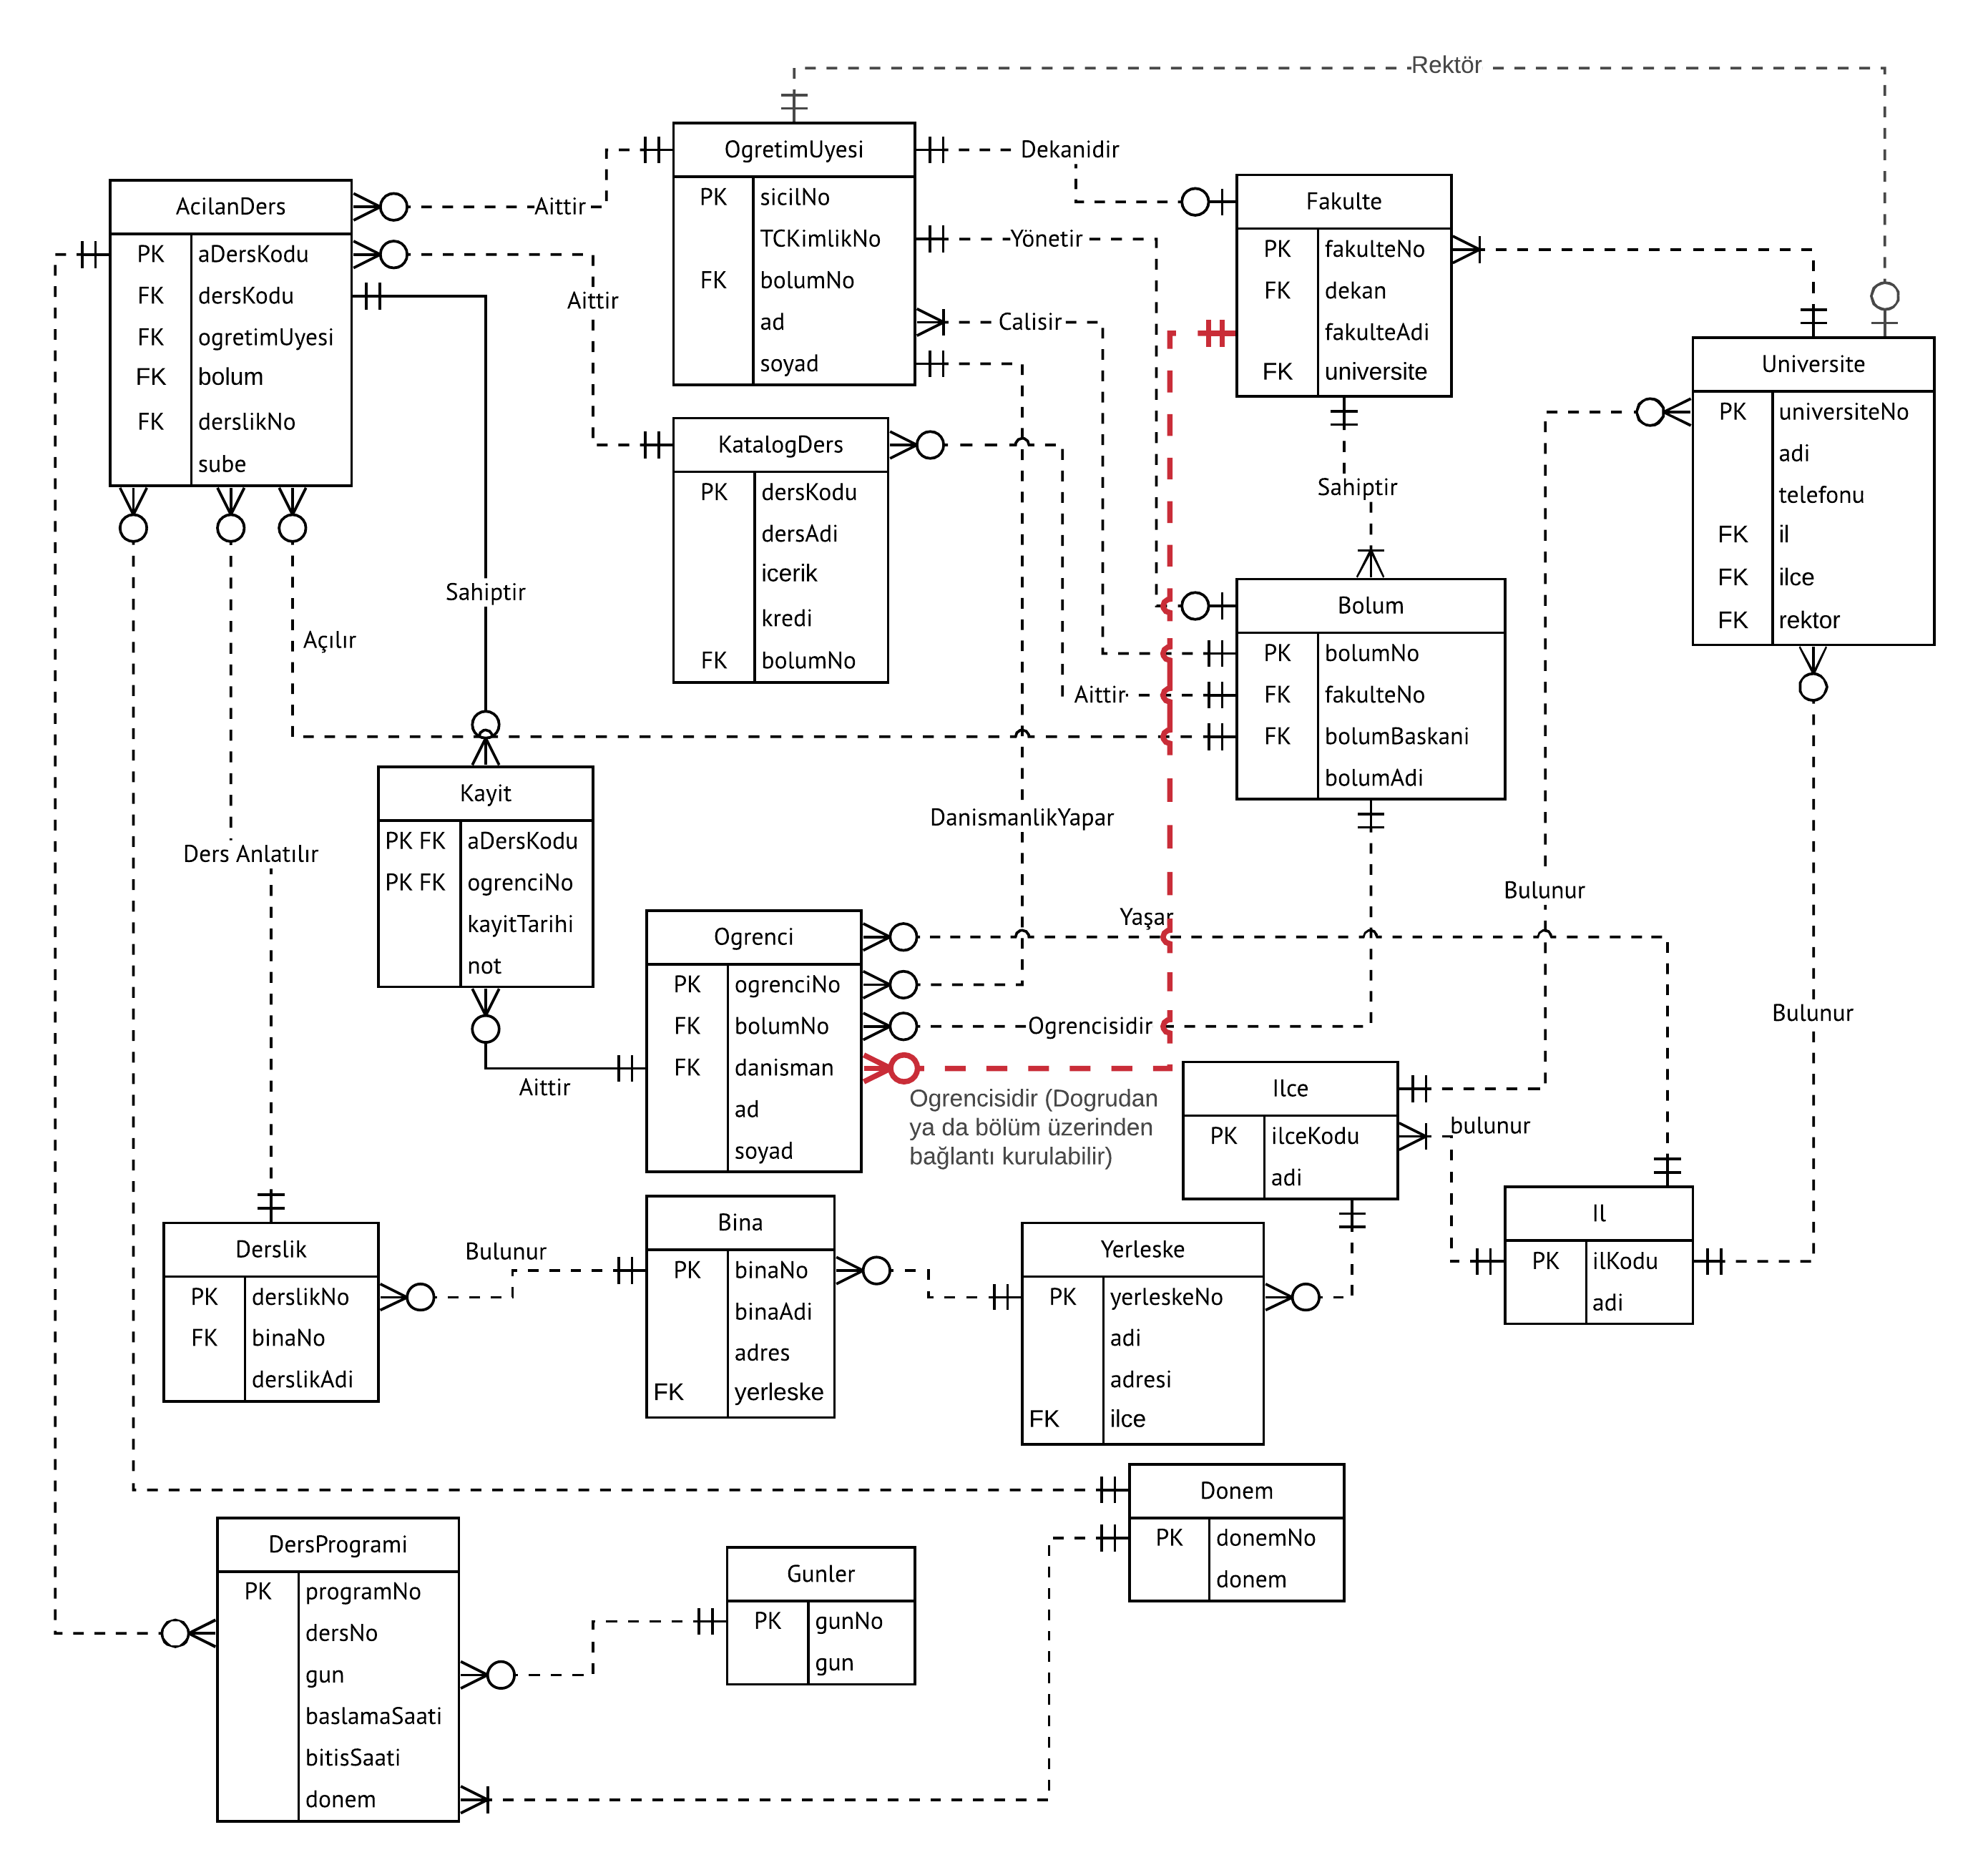 Rektör
OgretimUyesi
PK sicilNo
TCKimlikNo
FK bolumNo
ad
soyad
Dekanidir
Yönetir
Calisir
Aittir
Aittir
AcilanDers
PK aDersKodu
FK dersKodu
FK ogretimUyesi
FK bolum
FK derslikNo
sube
Fakulte
PK fakulteNo
FK dekan
fakulteAdi
FK universite
Universite
PK universiteNo
adi
telefonu
FK il
FK ilce
FK rektor
KatalogDers
PK dersKodu
dersAdi
icerik
kredi
FK bolumNo
Sahiptir
Sahiptir
Açılır
Aittir
Bolum
PK bolumNo
FK fakulteNo
FK bolumBaskani
bolumAdi
Kayit
PK FK aDersKodu
PK FK ogrenciNo
kayitTarihi
not
DanismanlikYapar
Ders Anlatılır
Yaşar
Bulunur
Bulunur
Ogrenci
PK ogrenciNo
FK bolumNo
FK danisman
ad
soyad
Ogrencisidir
Aittir
Ogrencisidir (Dogrudan
ya da bölüm üzerinden
bağlantı kurulabilir)
Ilce
PK ilceKodu
adi
bulunur
Il
PK ilKodu
adi
Derslik
PK derslikNo
FK binaNo
derslikAdi
Bulunur
Bina
PK binaNo
binaAdi
adres
FK yerleske
Yerleske
PK yerleskeNo
adi
adresi
FK ilce
Donem
PK donemNo
donem
DersProgrami
PK programNo
dersNo
gun
baslamaSaati
bitisSaati
donem
Gunler
PK gunNo
gun